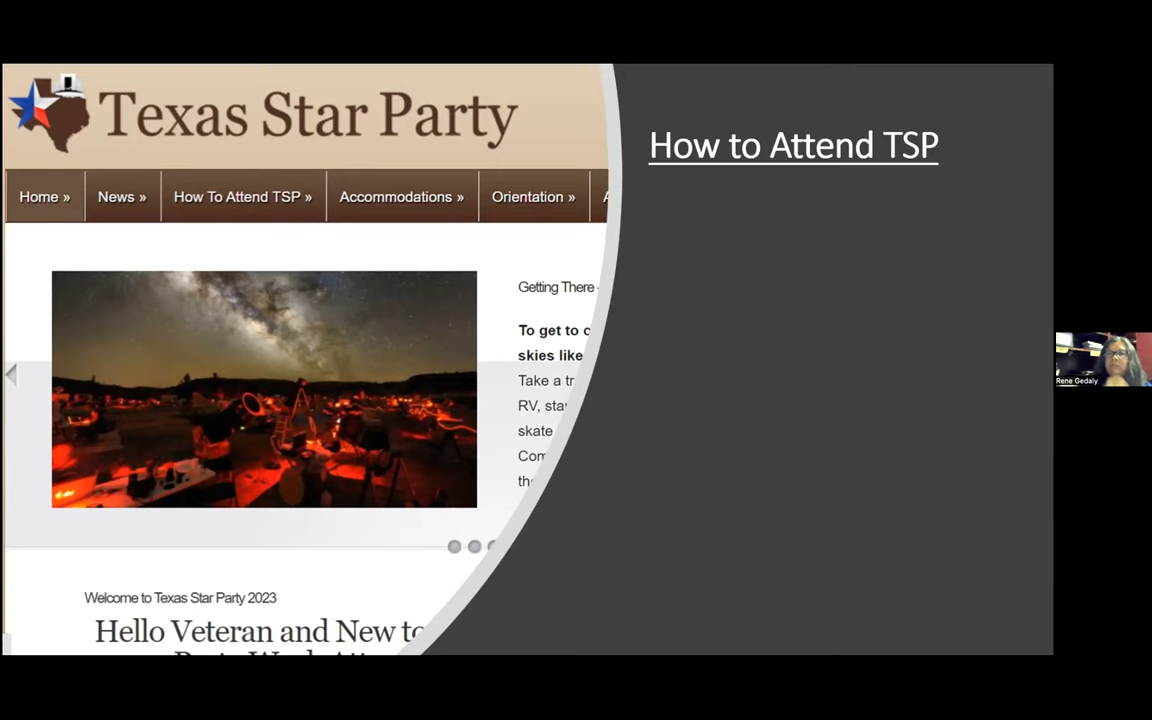 Texas Star Party
How to Attend TSP
Home » News » How To Attend TSP » Accommodations » Orientation »
Getting There
To get to
skies like
Take a
RV,
skate
Welcome to Texas Star Party 2023
Hello Veteran and New to
Rene Gedaly